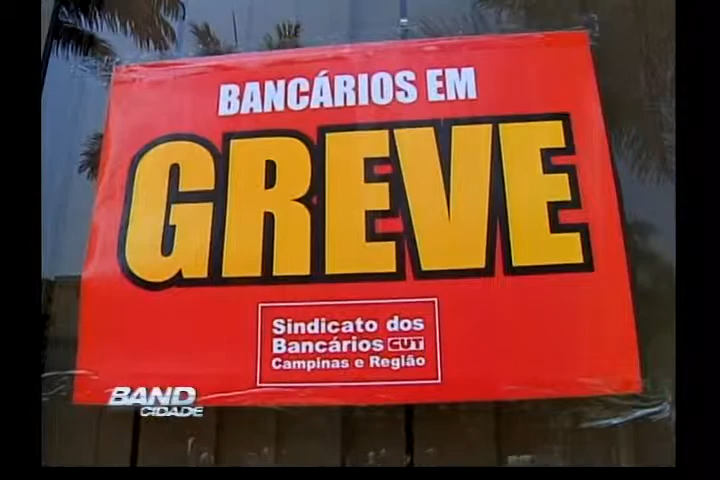 BANCÁRIOS EM
GREVE
Sindicato dos
Bancários CUT
Campinas e Região
BAND
CIDADE